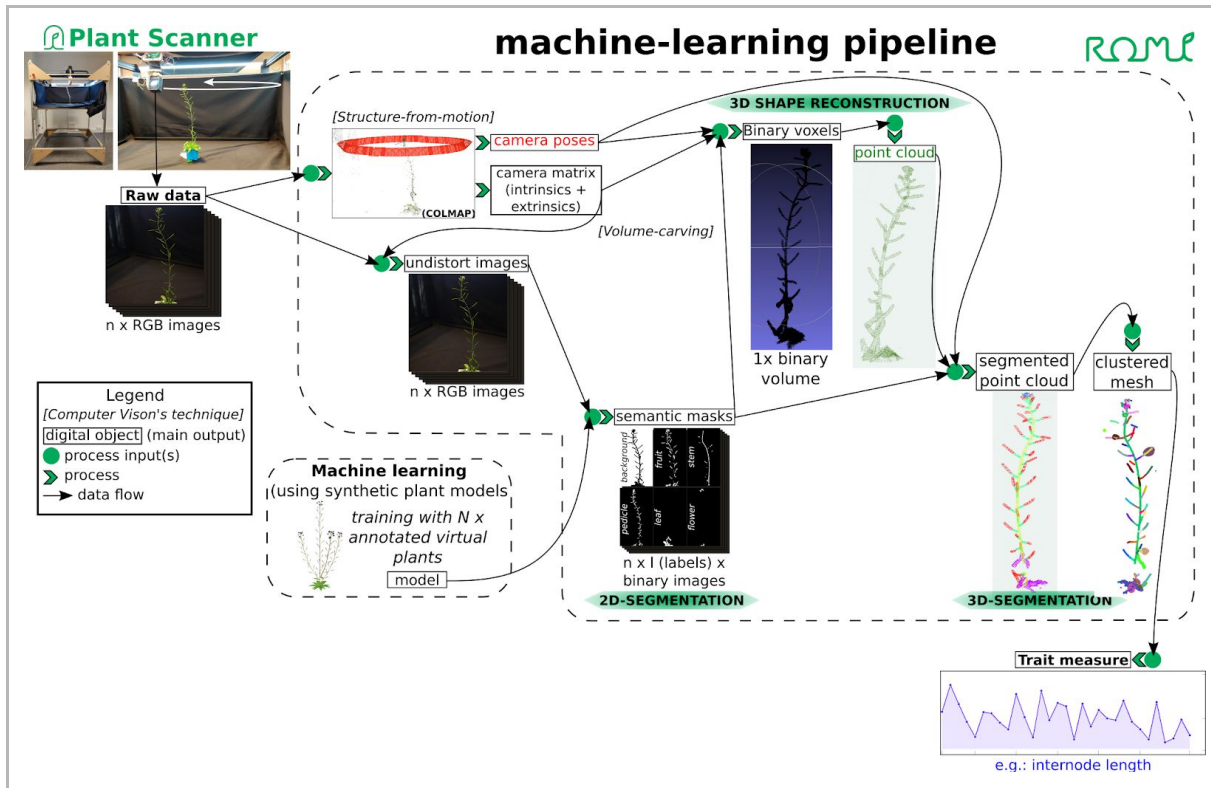 Plant Scanner
machine-learning pipeline
ROMI
3D SHAPE RECONSTRUCTION
[Structure-from-motion]
camera poses
Binary voxels
point cloud
camera matrix
(intrinsics +
extrinsics)
(COLMAP)
Raw data
[Volume-carving]
undistort images
n x RGB images
n x RGB images
1x binary
volume
segmented
point cloud
clustered
mesh
Legend
[Computer Vison's technique]
digital object (main output)
process input(s)
process
data flow
semantic masks
background
fruit
stem
pedicle
leaf
flower
n x l (labels) x
binary images
Machine learning
(using synthetic plant models
training with N x
annotated virtual
plants
model
2D-SEGMENTATION
3D-SEGMENTATION
Trait measure
e.g.: internode length